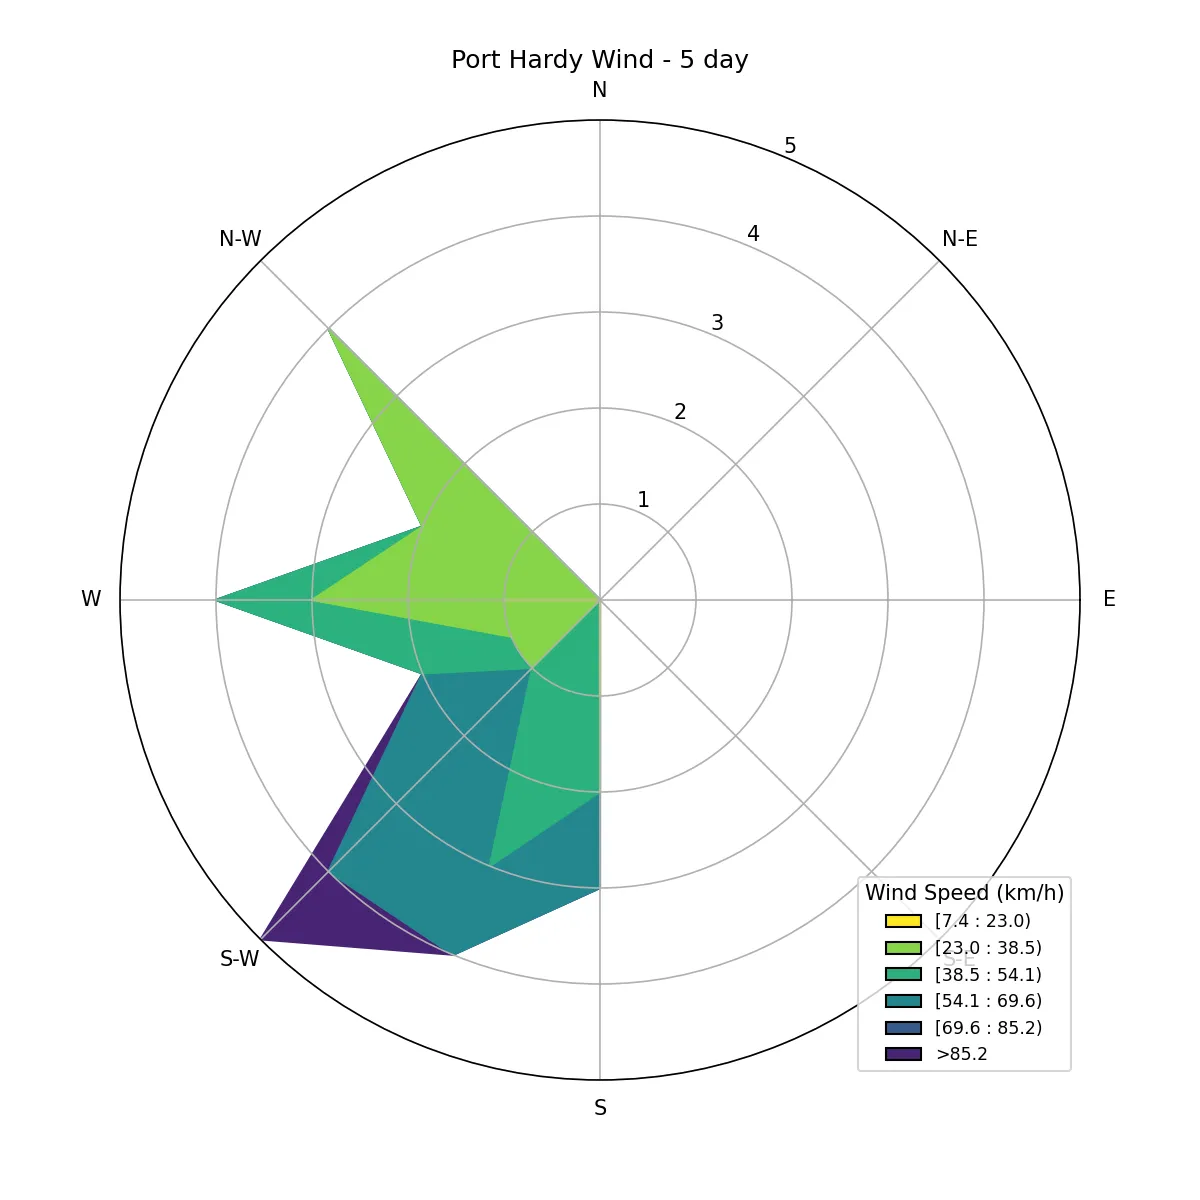 Port Hardy Wind - 5 day
N
5
4
N-W
N-E
3
2
1
W
E
Wind Speed (km/h)
[7.4 : 23.0)
[23.0 : 38.5)
S-W
S-E
[38.5 : 54.1)
[54.1 : 69.6)
[69.6 : 85.2)
>85.2
S